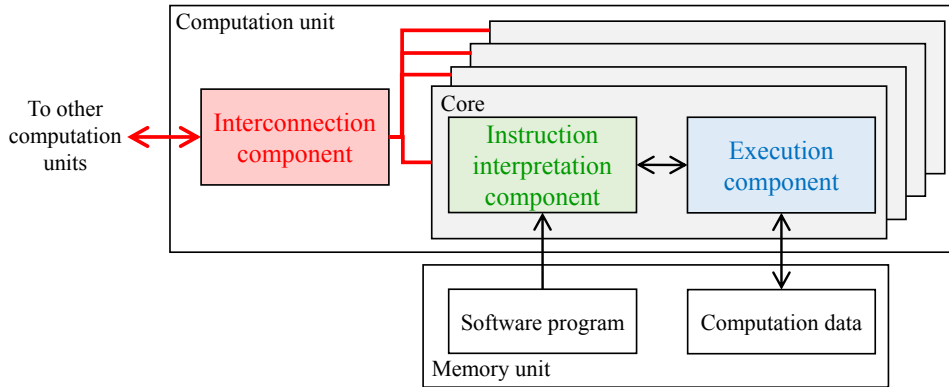 Computation unit
To other
computation
units
Interconnection
component
Core
Instruction
interpretation
component
Execution
component
Software program
Computation data
Memory unit